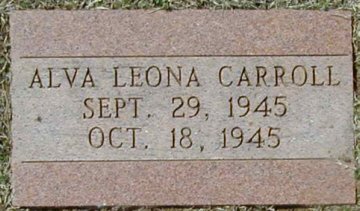 ALVA LEONA CARROLL
SEPT. 29, 1945
OCT. 18, 1945